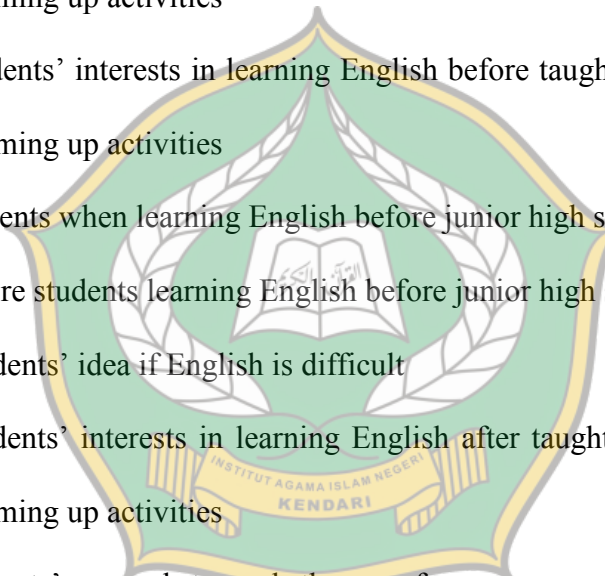 ming up activities
dents’ interests in learning English before taugh
ming up activities
ents when learning English before junior high s
re students learning English before junior high
القرآن الكريم
dents’ idea if English is difficult
dents’ interests in learning English after taught
INSTITUT AGAMA ISLAM NEGERI
KENDARI
ming up activities